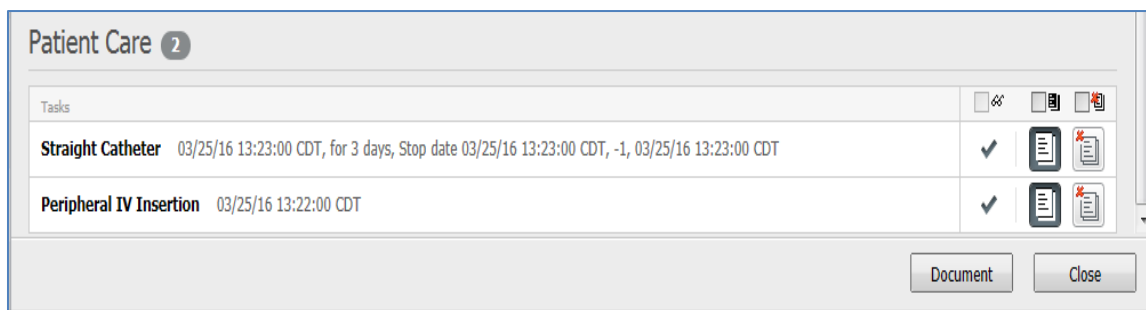 Patient Care 2
Tasks
Straight Catheter 03/25/16 13:23:00 CDT, for 3 days, Stop date 03/25/16 13:23:00 CDT, -1, 03/25/16 13:23:00 CDT
Peripheral IV Insertion 03/25/16 13:22:00 CDT
Document Close